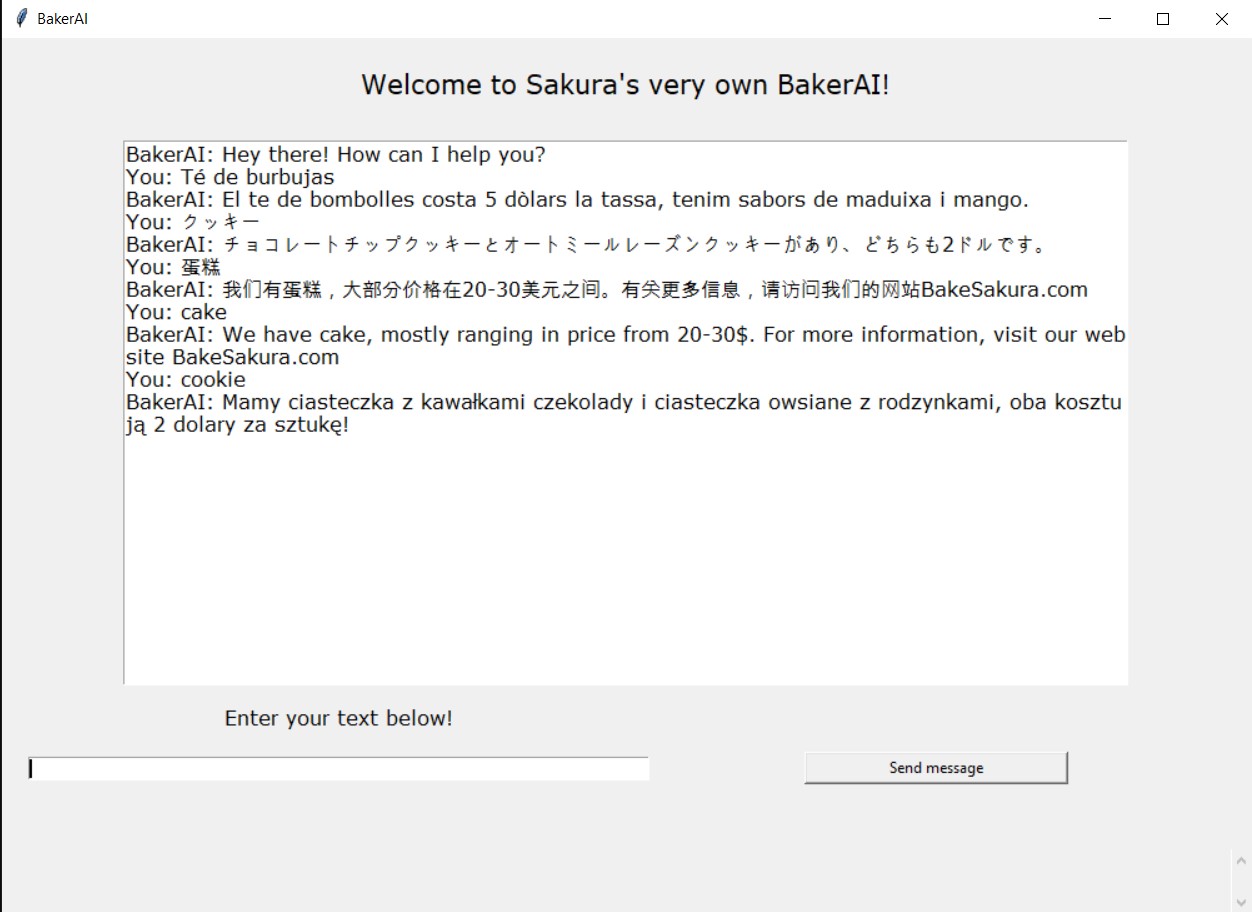 BakerAI
Welcome to Sakura's very own BakerAI!
BakerAI: Hey there! How can I help you?
You: Té de burbujas
BakerAI: El te de bombolles costa 5 dòlars la tassa, tenim sabors de maduixa i mango.
You: クッキー
BakerAI: チョコレートチップクッキーとオートミールレーズンクッキーがあり、どちらも2ドルです。
You: 蛋糕
BakerAI: 我们有蛋糕，大部分价格在20-30美元之间。有关更多信息，请访问我们的网站BakeSakura.com
You: cake
BakerAI: We have cake, mostly ranging in price from 20-30$. For more information, visit our web
site BakeSakura.com
You: cookie
BakerAI: Mamy ciasteczka z kawałkami czekolady i ciasteczka owsiane z rodzynkami, oba kosztu
ją 2 dolary za sztukę!
Enter your text below!
Send message